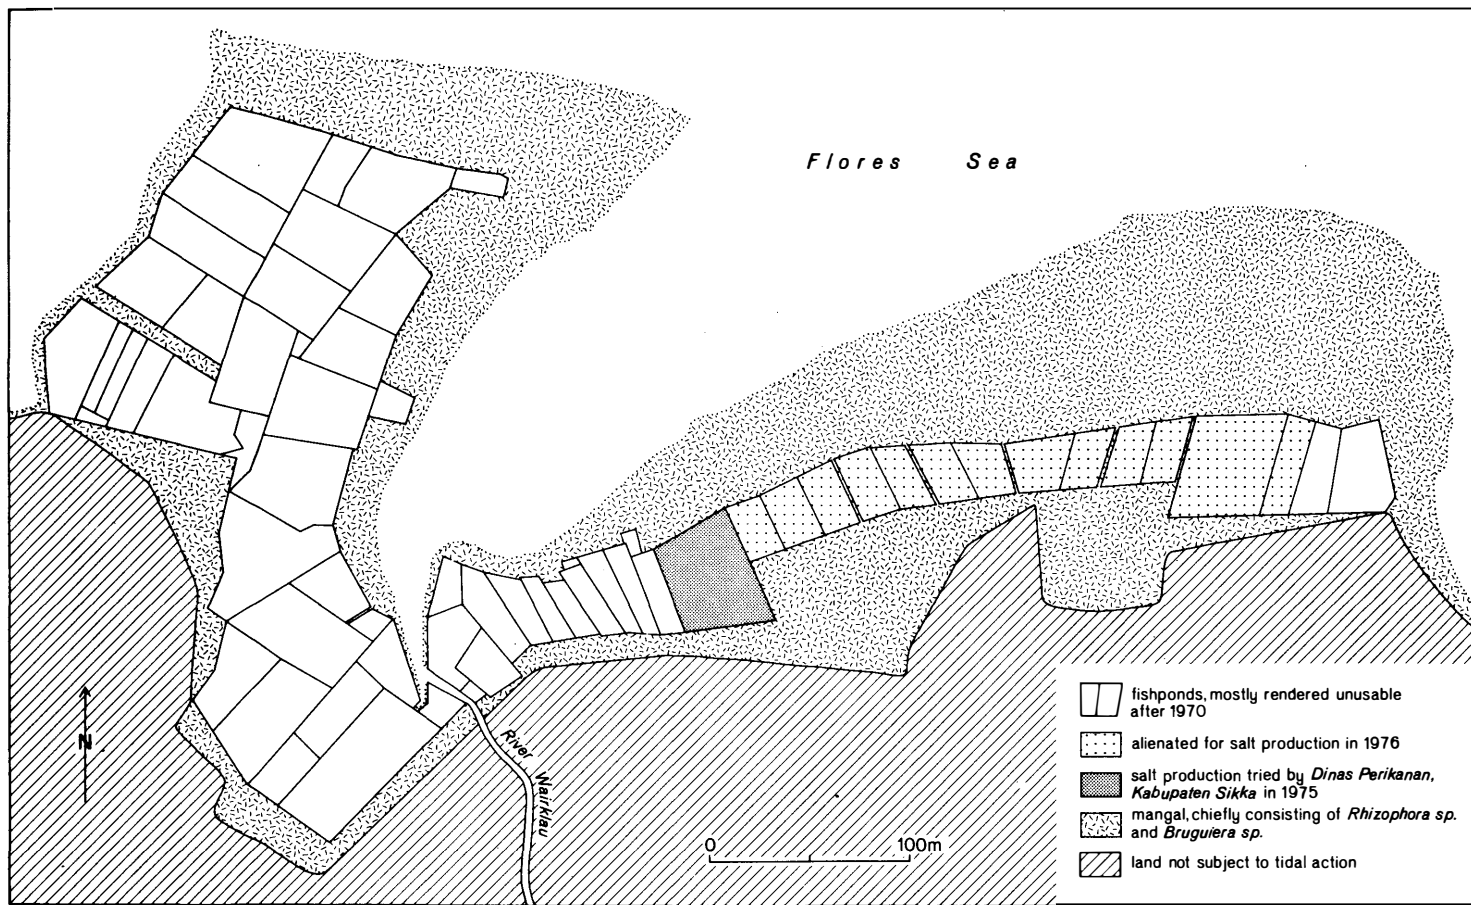 Flores Sea
N
River Wairklau
0 100m
fishponds, mostly rendered unusable
after 1970
alienated for salt production in 1976
salt production tried by Dinas Perikanan,
Kabupaten Sikka in 1975
mangal, chiefly consisting of Rhizophora sp.
and Bruguiera sp.
land not subject to tidal action